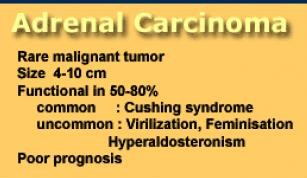 Adrenal Carcinoma
Rare malignant tumor
Size 4-10 cm
Functional in 50-80%
common : Cushing syndrome
uncommon : Virilization, Feminisation
Hyperaldosteronism
Poor prognosis